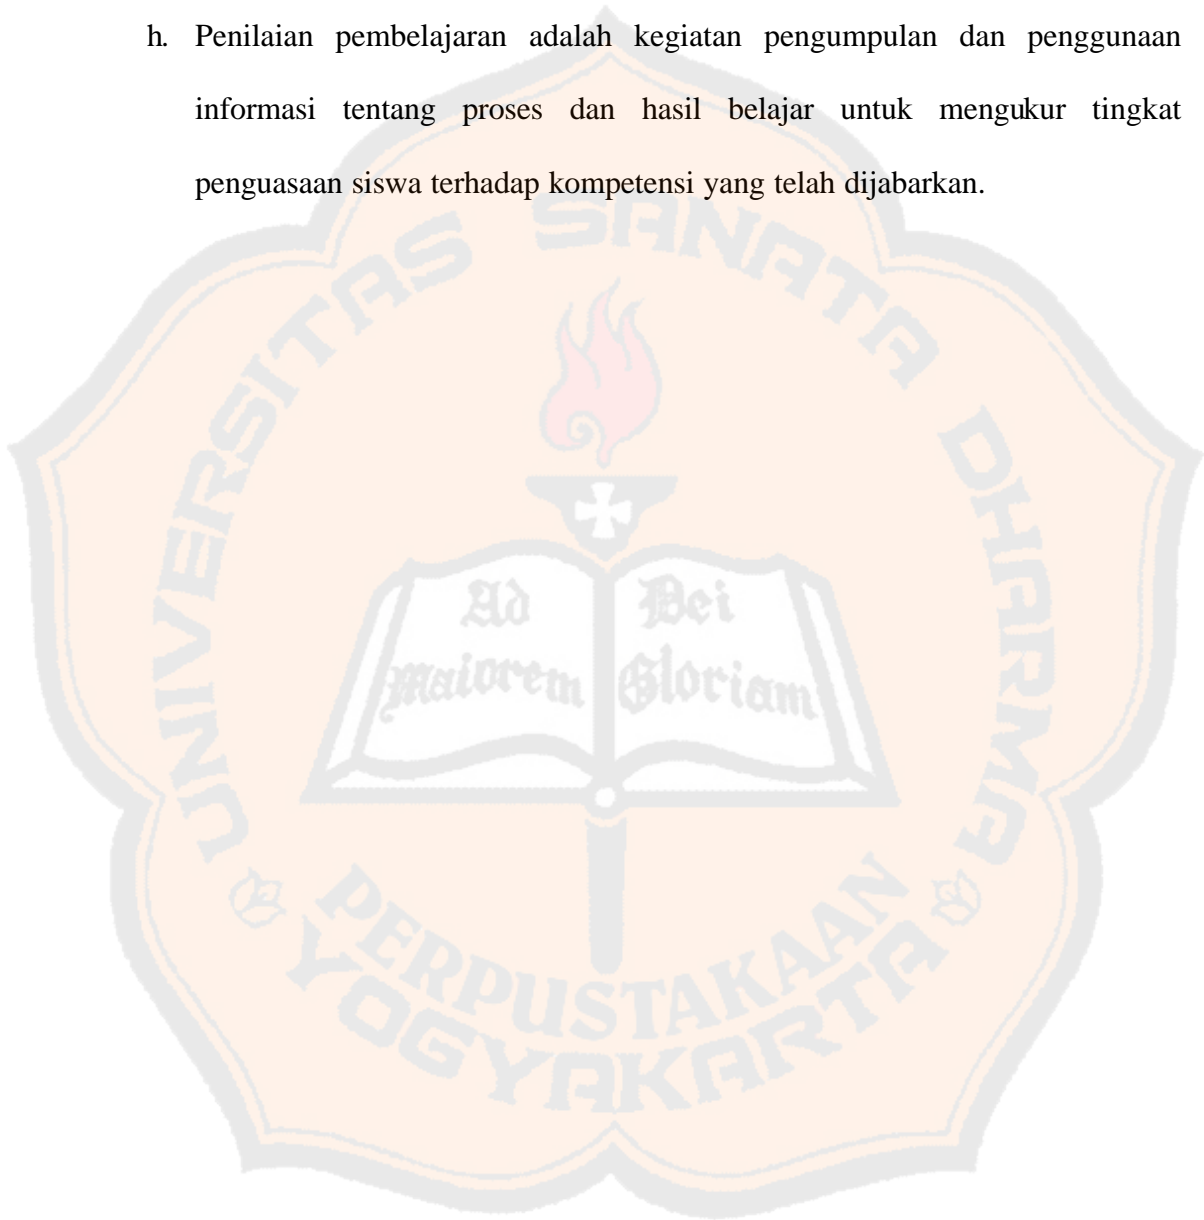 h. Penilaian pembelajaran adalah kegiatan pengumpulan dan penggunaan
informasi tentang proses dan hasil belajar untuk mengukur tingkat
penguasaan siswa terhadap kompetensi yang telah dijabarkan.
UNIVERSITAS SANATA DHARMA
Ad
Dei
Maiorem
Gloriam
PERPUSTAKAAN
YOGYAKARTA